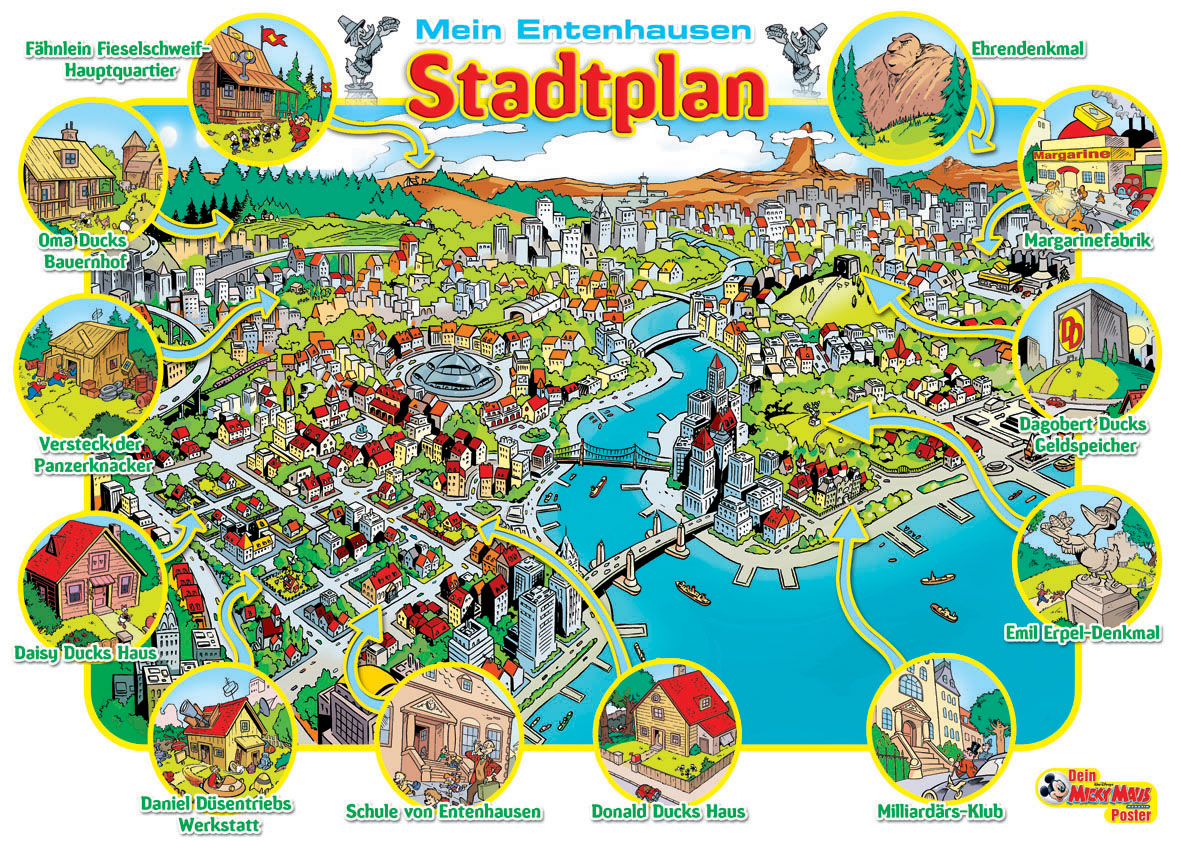 Mein Entenhausen
Stadtplan
Fähnlein Fieselschweif-
Hauptquartier
Ehrendenkmal
Margarine
Margarinefabrik
Oma Ducks
Bauernhof
DD
Dagobert Ducks
Geldspeicher
Versteck der
Panzerknacker
Emil Erpel-Denkmal
Daisy Ducks Haus
Daniel Düsentriebs
Werkstatt
Schule von Entenhausen
Donald Ducks Haus
Milliardärs-Klub
Dein
Micky Maus
Poster